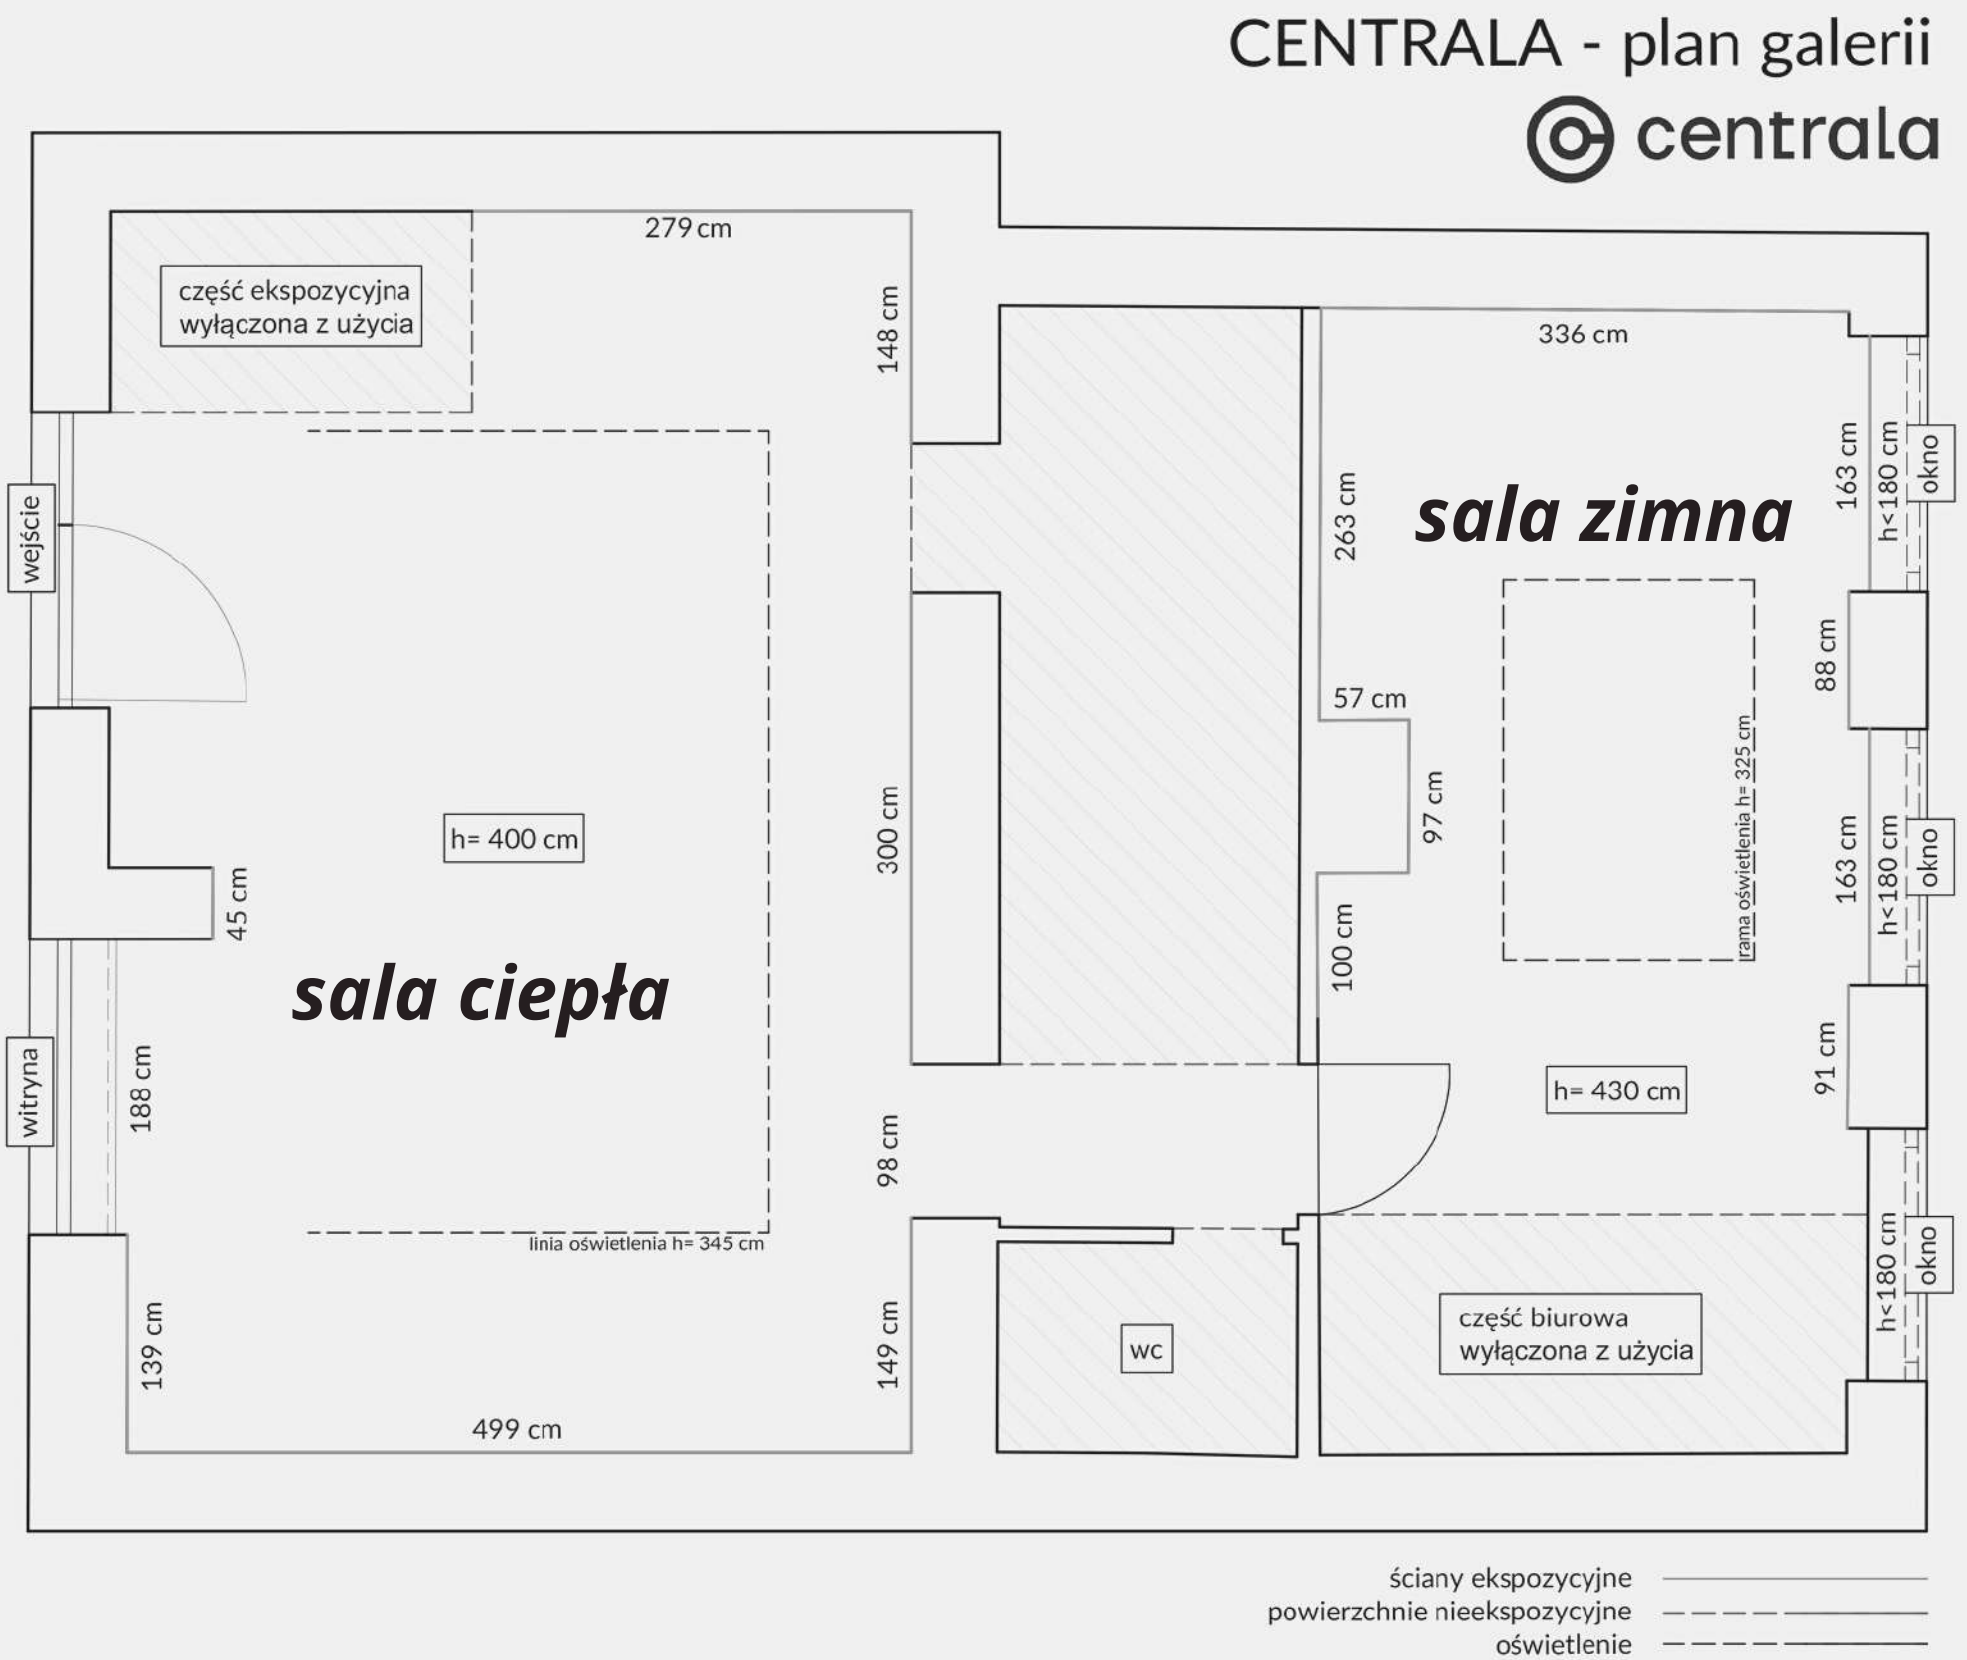 CENTRALA - plan galerii
centrala
279 cm
część ekspozycyjna
wyłączona z użycia
148 cm
336 cm
wejście
263 cm
sala zimna
163 cm
h<180 cm
okno
88 cm
57 cm
97 cm
rama oświetlenia h= 325 cm
h= 400 cm
300 cm
45 cm
163 cm
h<180 cm
okno
sala ciepła
100 cm
witryna
188 cm
98 cm
h= 430 cm
91 cm
linia oświetlenia h= 345 cm
h<180 cm
okno
139 cm
149 cm
wc
część biurowa
wyłączona z użycia
499 cm
ściany ekspozycyjne
powierzchnie nieekspozycyjne
oświetlenie